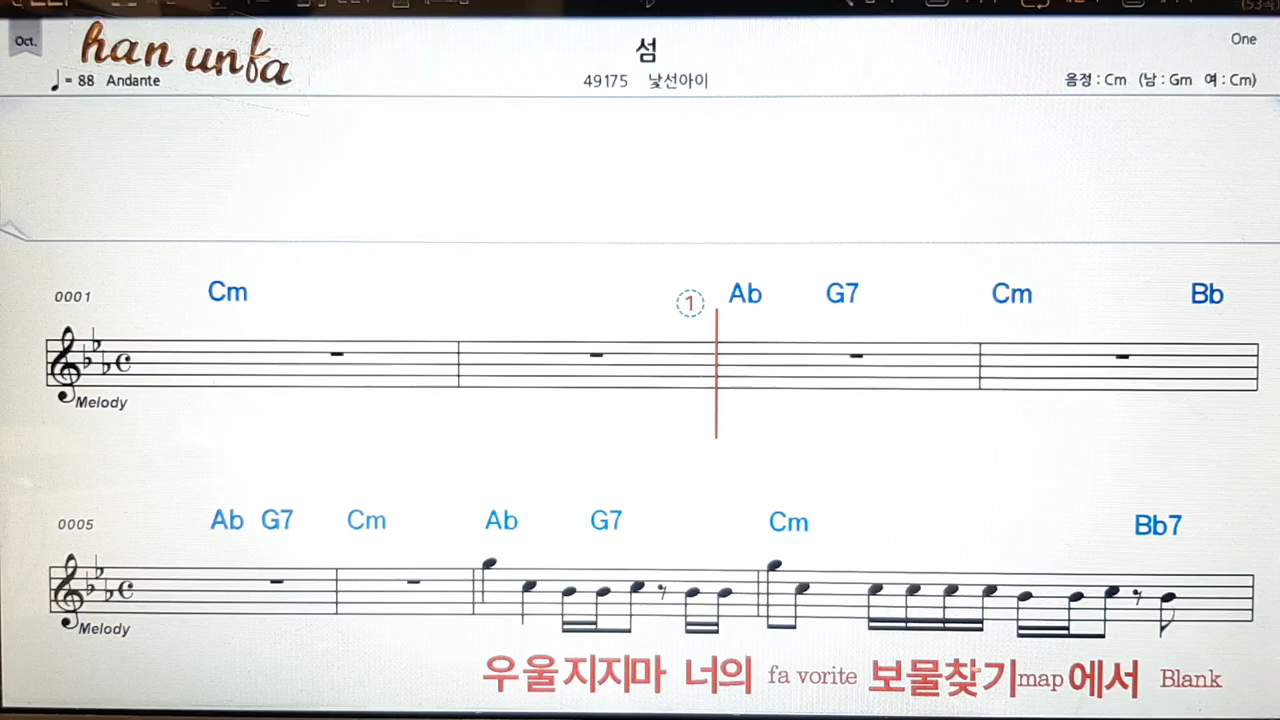 Oct.
han unfa
섬
One
♩ = 88 Andante
49175 낯선아이
음정 : Cm (남 : Gm 여 : Cm)
0001
Cm
① Ab G7 Cm Bb
Melody
0005
Ab G7 Cm Ab G7 Cm Bb7
Melody
우울지지마 너의 fa vorite 보물찾기map에서 Blank